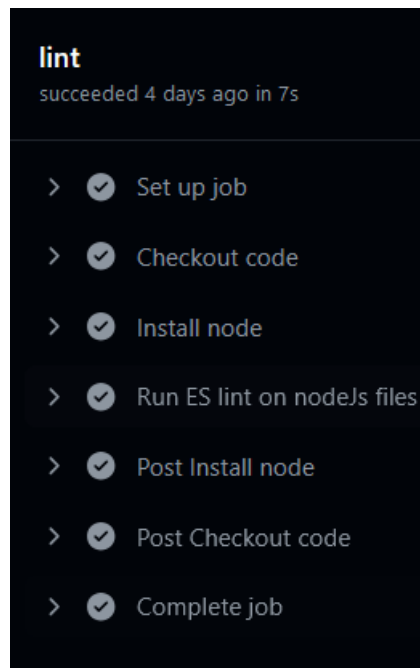 lint
succeeded 4 days ago in 7s
Set up job
Checkout code
Install node
Run ES lint on nodeJs files
Post Install node
Post Checkout code
Complete job